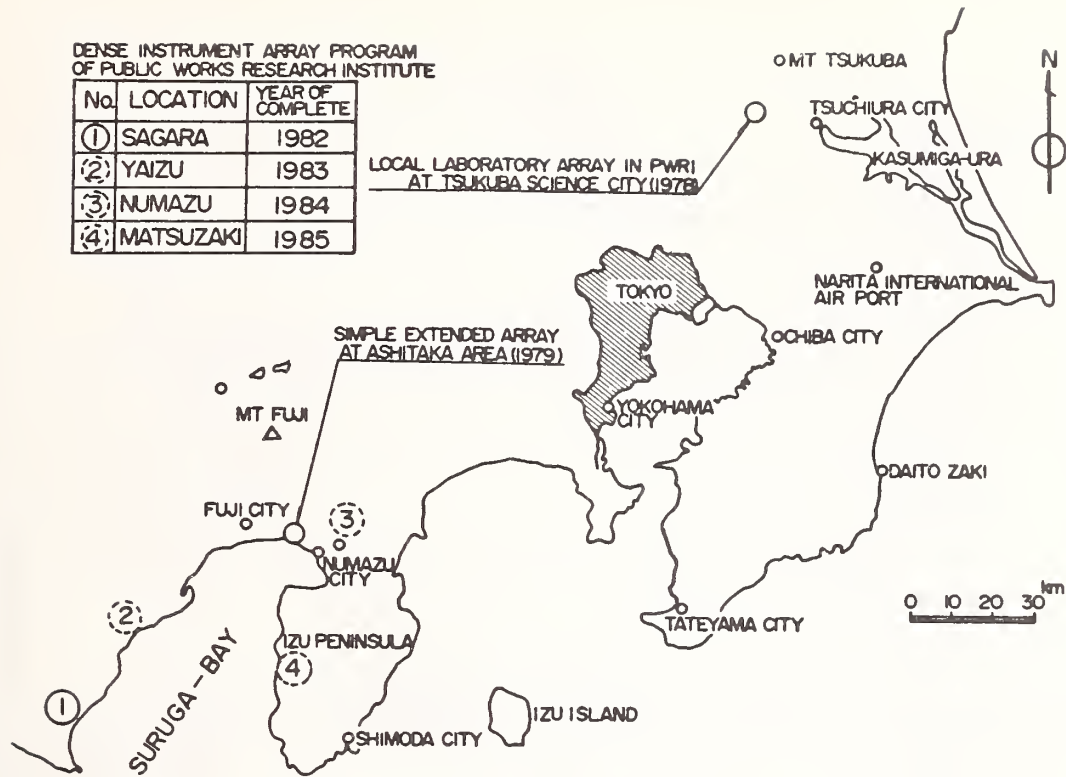 DENSE INSTRUMENT ARRAY PROGRAM
OF PUBLIC WORKS RESEARCH INSTITUTE
No. LOCATION YEAR OF COMPLETE
1 SAGARA 1982
2 YAIZU 1983
3 NUMAZU 1984
4 MATSUZAKI 1985
MT TSUKUBA
N
TSUCHIURA CITY
KASUMIGA-URA
LOCAL LABORATORY ARRAY IN PWRI
AT TSUKUBA SCIENCE CITY (1978)
NARITA INTERNATIONAL
AIR PORT
TOKYO
CHIBA CITY
SIMPLE EXTENDED ARRAY
AT ASHITAKA AREA (1979)
MT FUJI
YOKOHAMA
CITY
DAITO ZAKI
FUJI CITY
3
NUMAZU
CITY
km
0 10 20 30
2
TATEYAMA CITY
IZU PENINSULA
4
1
SURUGA-BAY
IZU ISLAND
SHIMODA CITY